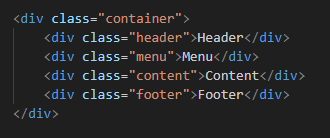 <div class="container">
    <div class="header">Header</div>
    <div class="menu">Menu</div>
    <div class="content">Content</div>
    <div class="footer">Footer</div>
</div>